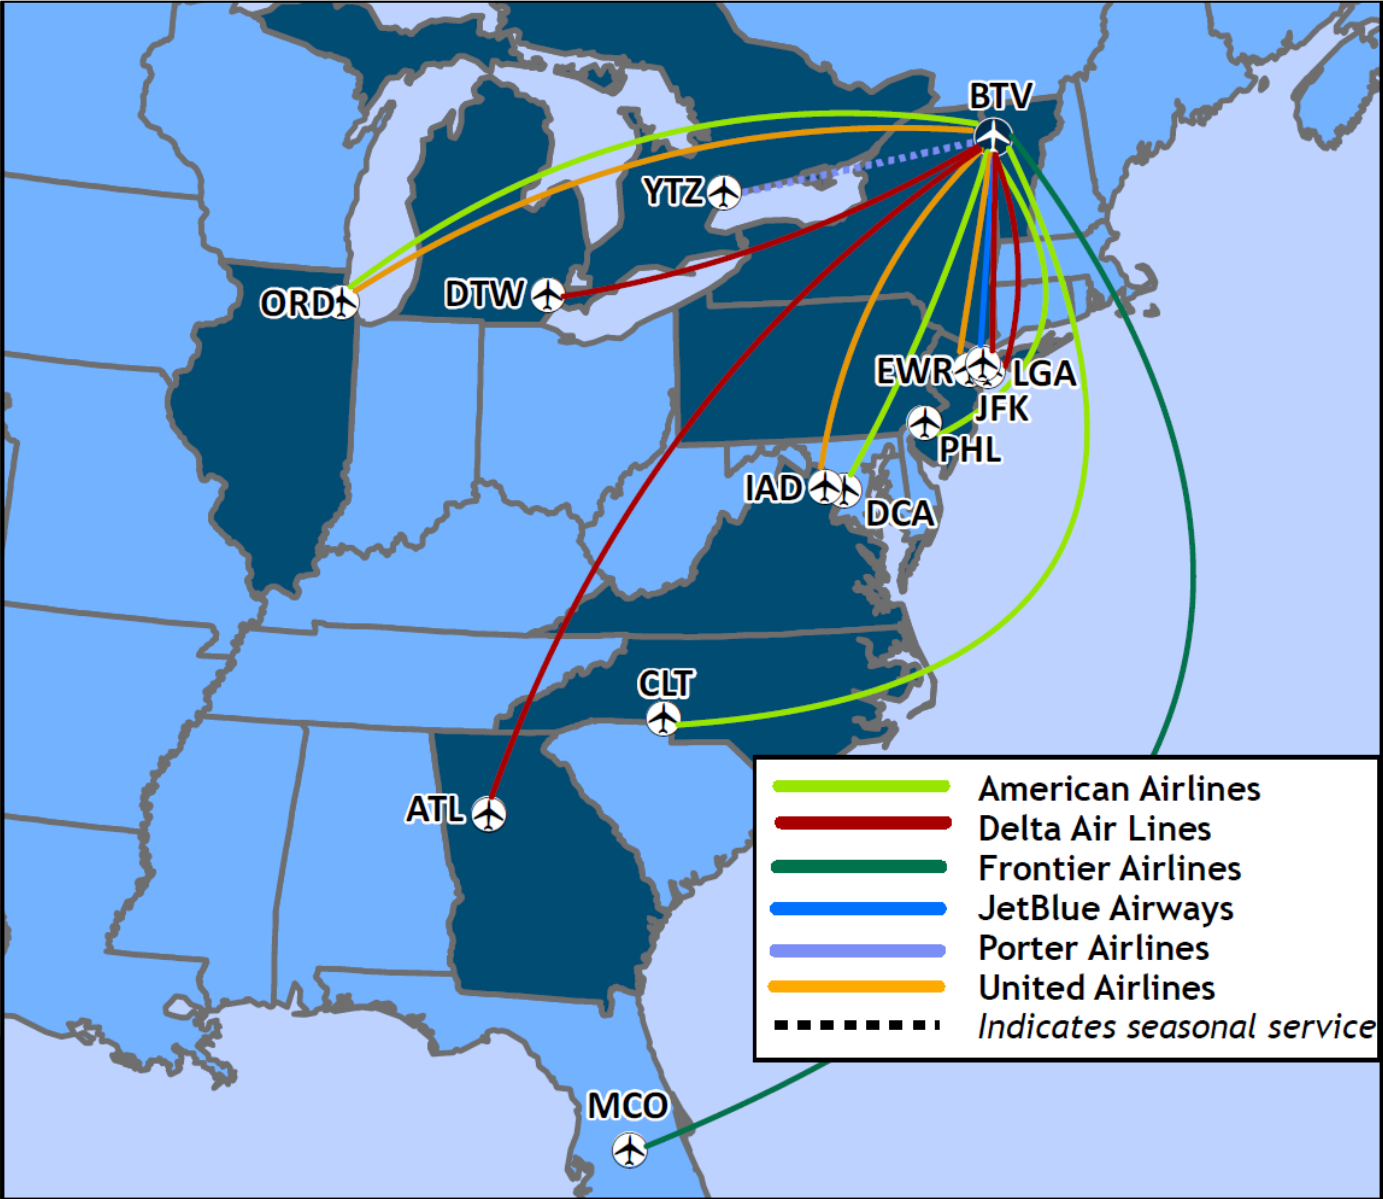 BTV
YTZ
ORD
DTW
EWR
LGA
JFK
PHL
IAD
DCA
CLT
ATL
American Airlines
Delta Air Lines
Frontier Airlines
JetBlue Airways
Porter Airlines
United Airlines
Indicates seasonal service
MCO